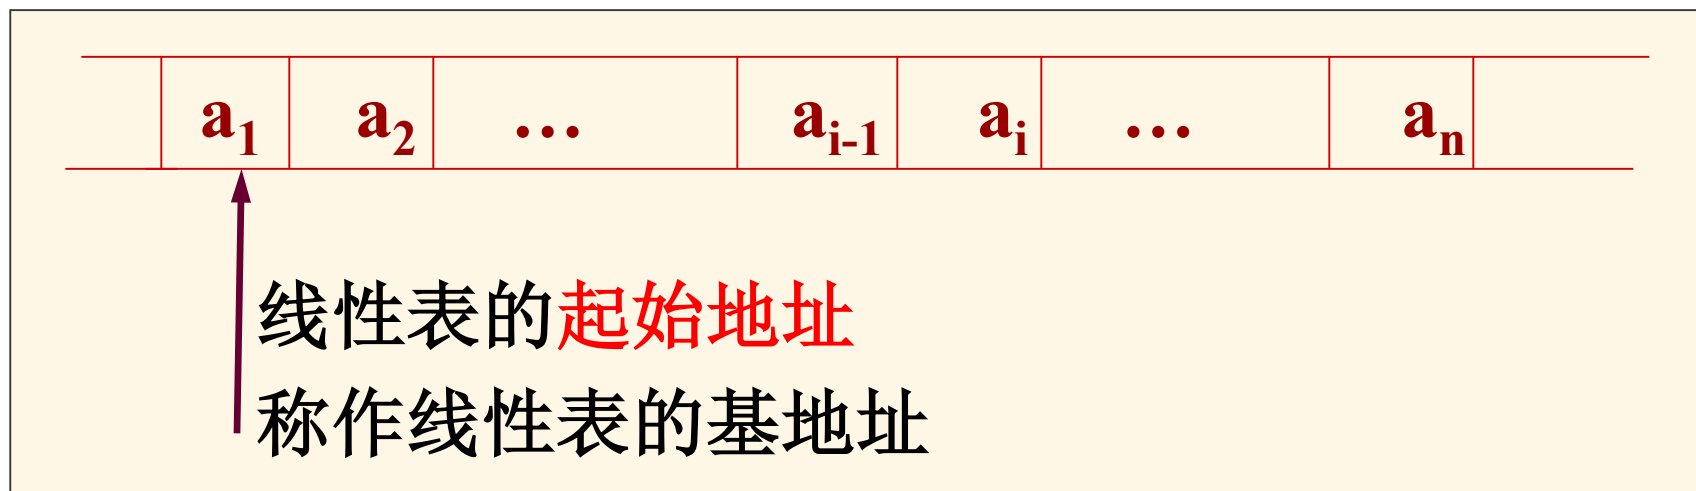 a₁ a₂ … aᵢ₋₁ aᵢ … aₙ
线性表的起始地址
称作线性表的基地址